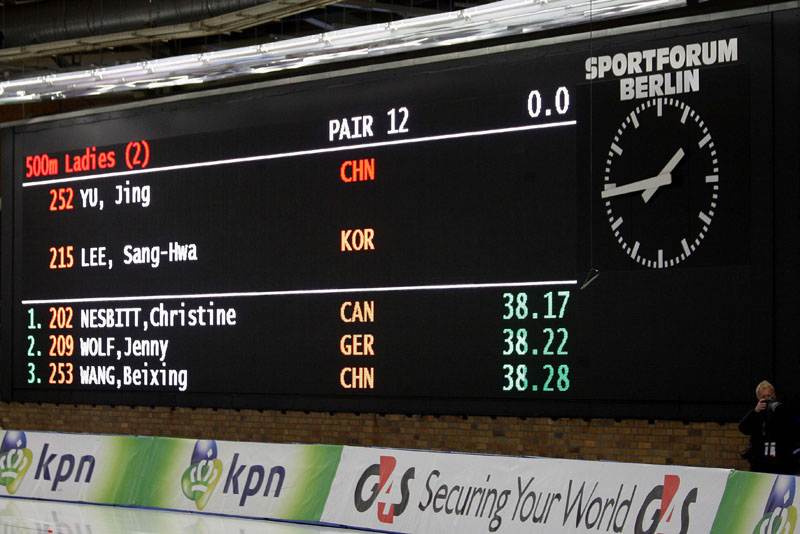 SPORTFORUM
BERLIN
PAIR 12 0.0
500m Ladies (2) CHN
252 YU, Jing
215 LEE, Sang-Hwa KOR
1. 202 NESBITT,Christine CAN 38.17
2. 209 WOLF,Jenny GER 38.22
3. 253 WANG,Beixing CHN 38.28
kpn kpn G4S Securing Your World G4S